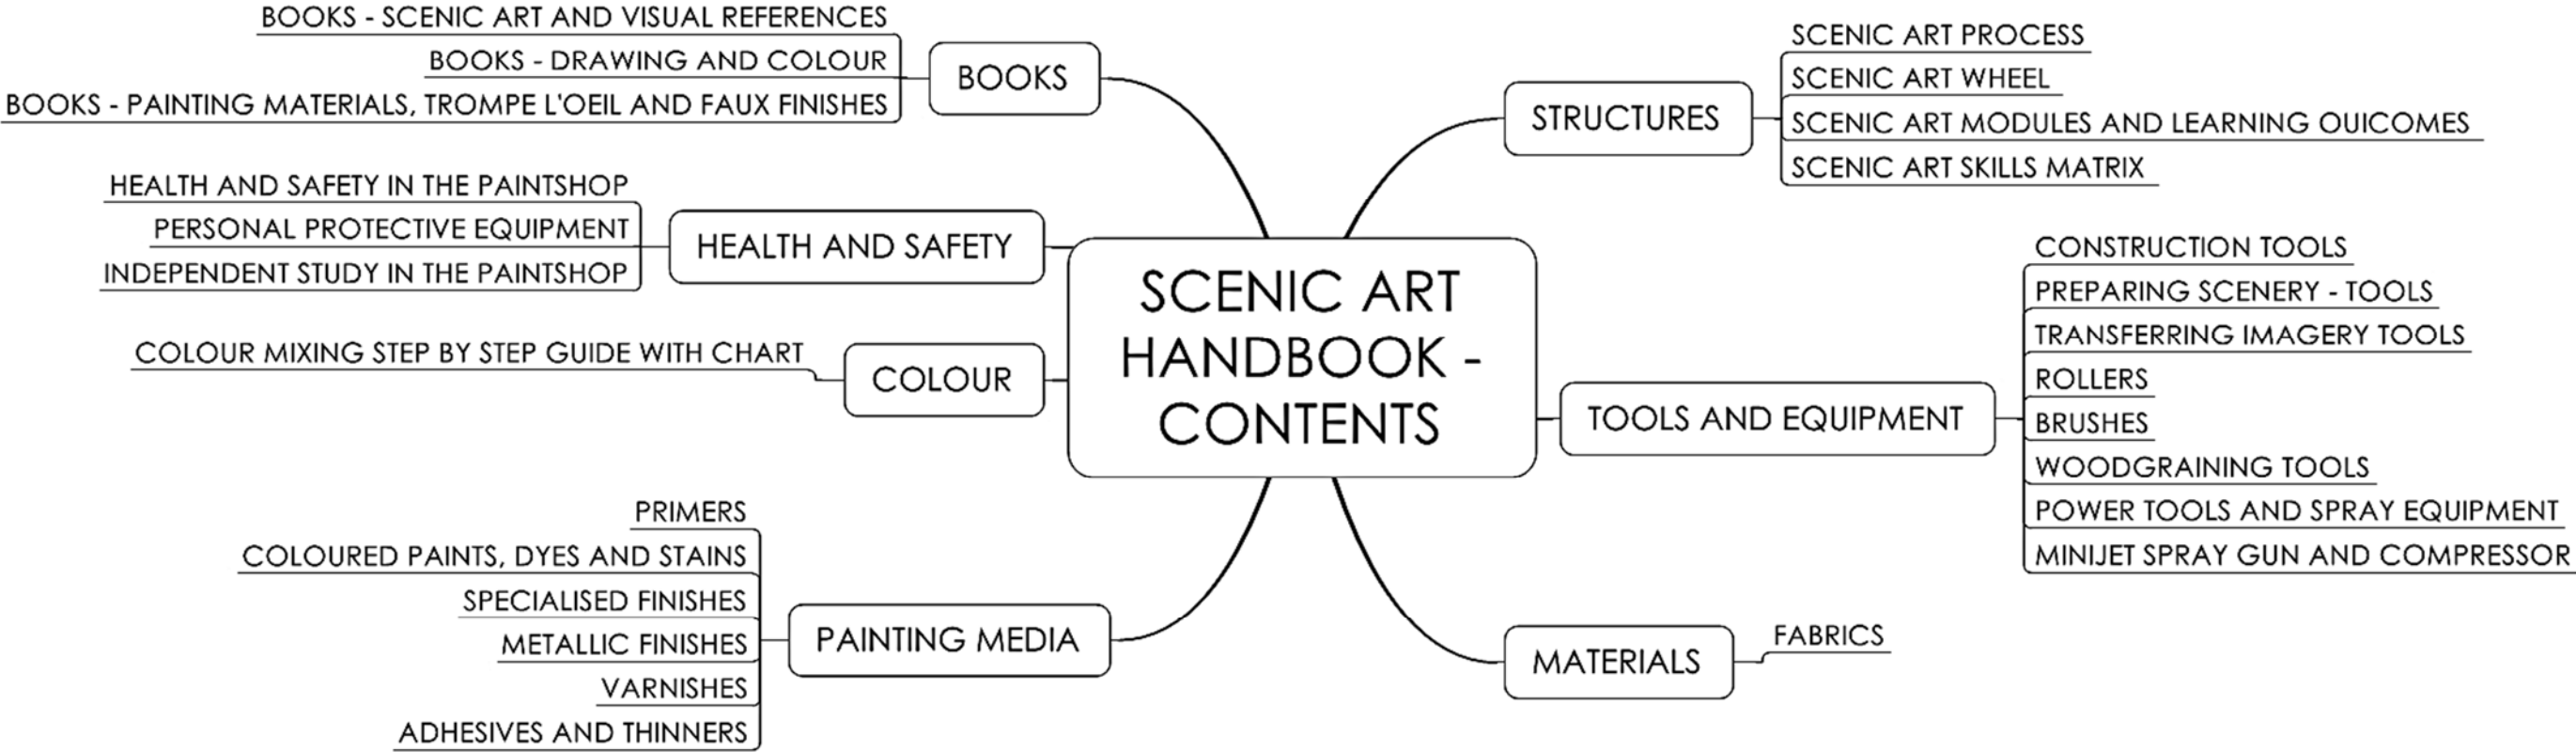 SCENIC ART
HANDBOOK -
CONTENTS
BOOKS
BOOKS - SCENIC ART AND VISUAL REFERENCES
BOOKS - DRAWING AND COLOUR
BOOKS - PAINTING MATERIALS, TROMPE L'OEIL AND FAUX FINISHES
HEALTH AND SAFETY
HEALTH AND SAFETY IN THE PAINTSHOP
PERSONAL PROTECTIVE EQUIPMENT
INDEPENDENT STUDY IN THE PAINTSHOP
COLOUR
COLOUR MIXING STEP BY STEP GUIDE WITH CHART
PAINTING MEDIA
PRIMERS
COLOURED PAINTS, DYES AND STAINS
SPECIALISED FINISHES
METALLIC FINISHES
VARNISHES
ADHESIVES AND THINNERS
STRUCTURES
SCENIC ART PROCESS
SCENIC ART WHEEL
SCENIC ART MODULES AND LEARNING OUICOMES
SCENIC ART SKILLS MATRIX
TOOLS AND EQUIPMENT
CONSTRUCTION TOOLS
PREPARING SCENERY - TOOLS
TRANSFERRING IMAGERY TOOLS
ROLLERS
BRUSHES
WOODGRAINING TOOLS
POWER TOOLS AND SPRAY EQUIPMENT
MINIJET SPRAY GUN AND COMPRESSOR
MATERIALS
FABRICS